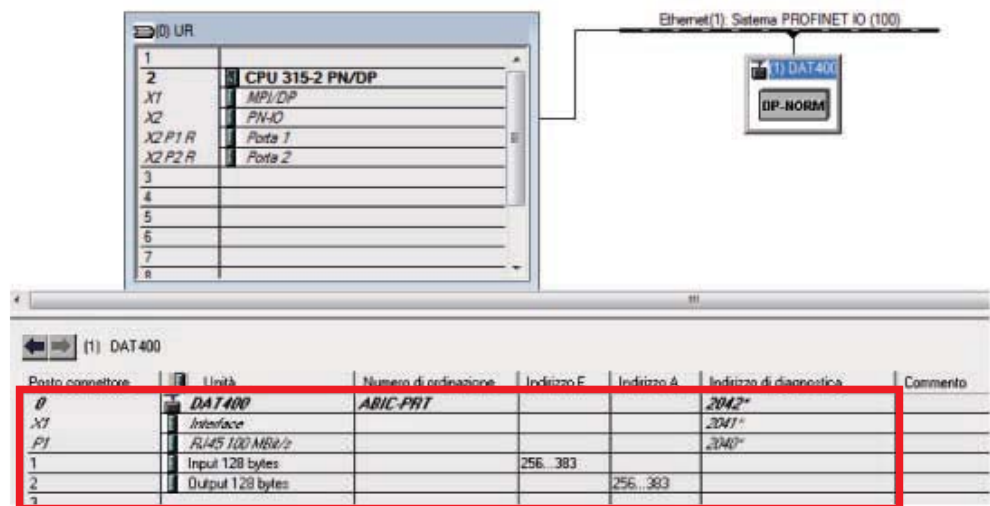 (0) UR
Ethernet(1): Sistema PROFINET IO (100)
1
2 CPU 315-2 PN/DP
X1 MPI/DP
X2 PN-IO
X2 P1 R Porta 1
X2 P2 R Porta 2
3
4
5
6
7
8
(1) DAT400
DP-NORM
(1) DAT400
Posto connettore Unità Numero di ordinazione Indirizzo E Indirizzo A Indirizzo di diagnostica Commento
0 DAT400 ABIC-PRT 2042*
X1 Interface 2041*
P1 RJ45 100 MBit/s 2040*
1 Input 128 bytes 256...383
2 Output 128 bytes 256...383
3